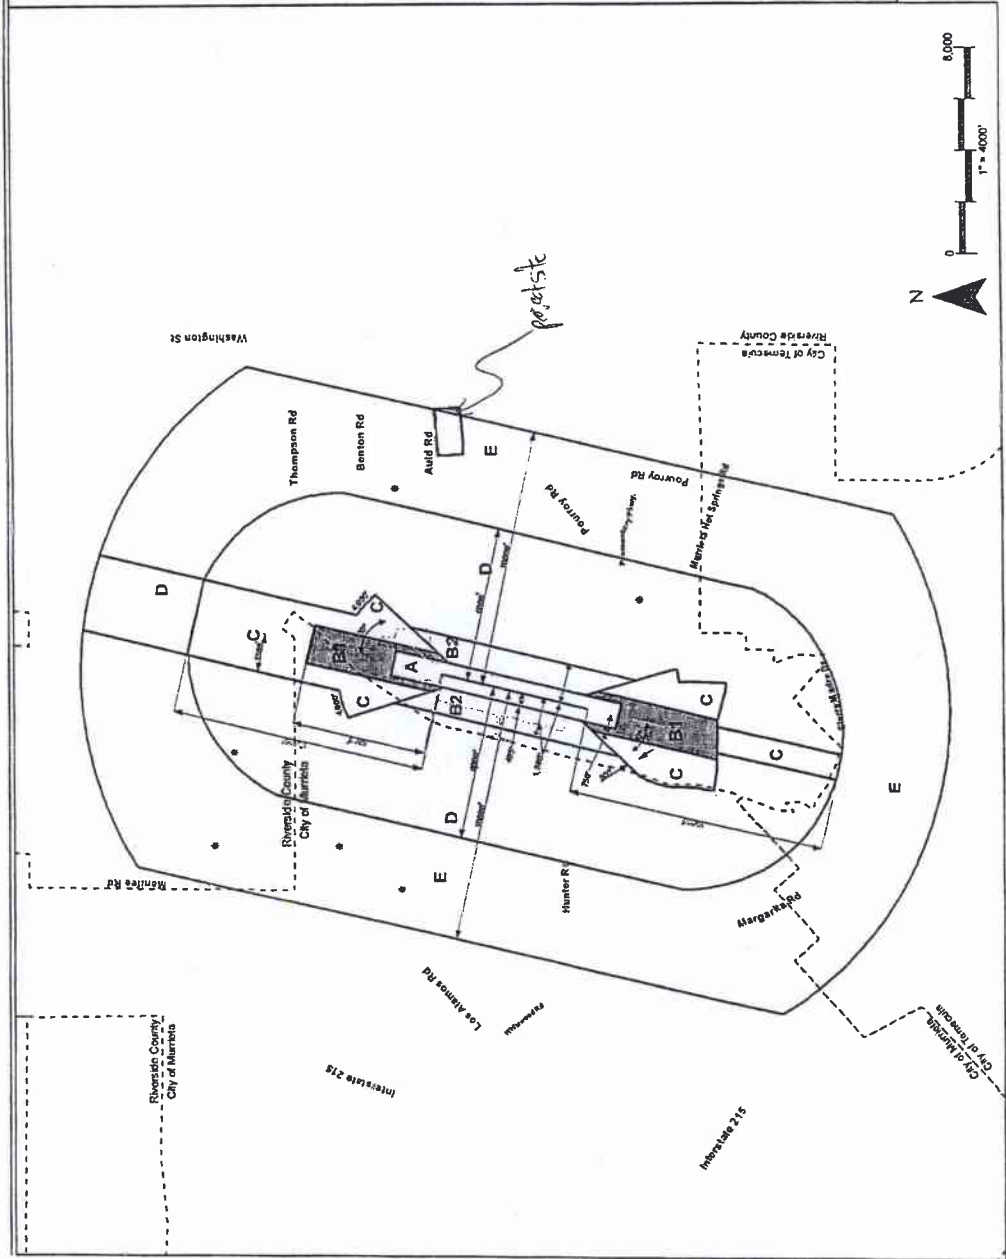 Washington St
Thompson Rd
Benton Rd
Auld Rd
E
D
C
C
B1
A
B2
C
B2
Riverside County
City of Murrieta
Menifee Rd
D
D
E
Pourroy Rd
Pourroy Rd
Murrieta Hot Springs Rd
City of Temecula
Riverside County
Hunter Rd
750'
C
B1
C
C
E
Margarita Rd
Los Alamos Rd
Interstate 215
Interstate 215
Riverside County
City of Murrieta
City of Murrieta
City of Temecula
N
0
8,000
1" = 4000'